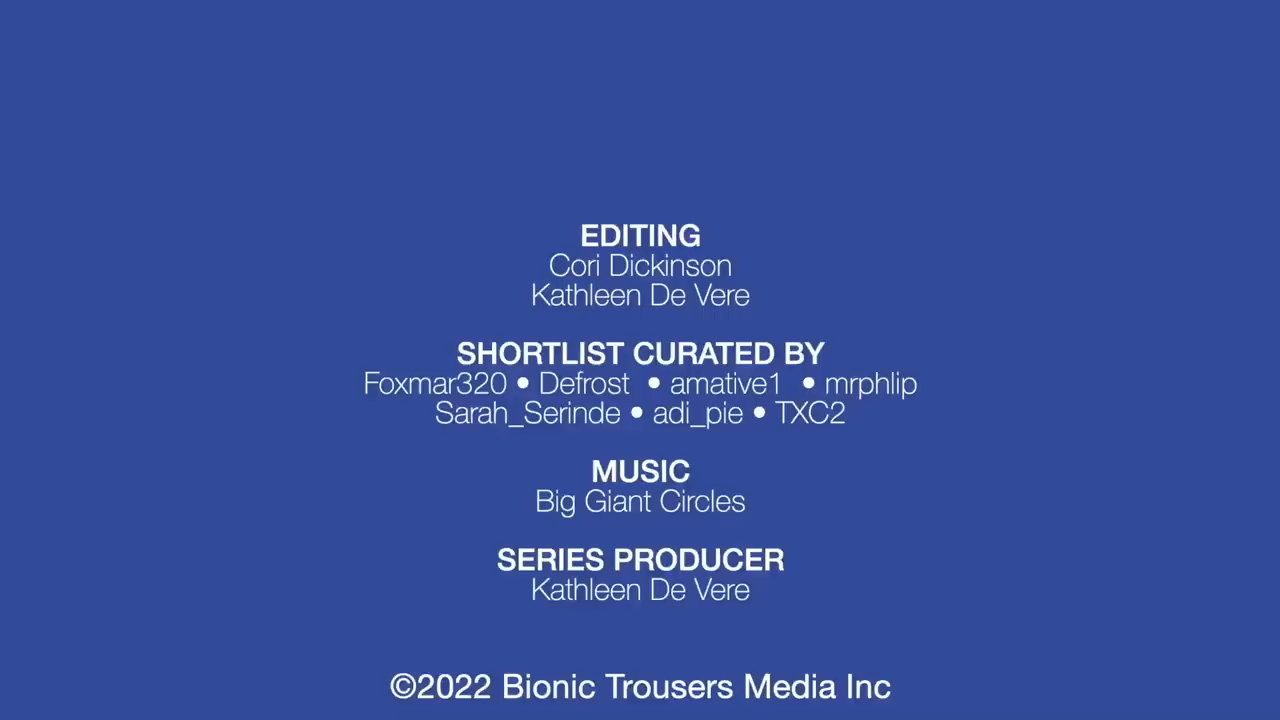 EDITING
Cori Dickinson
Kathleen De Vere
SHORTLIST CURATED BY
Foxmar320 • Defrost • amative1 • mrphlip
Sarah_Serinde • adi_pie • TXC2
MUSIC
Big Giant Circles
SERIES PRODUCER
Kathleen De Vere
©2022 Bionic Trousers Media Inc